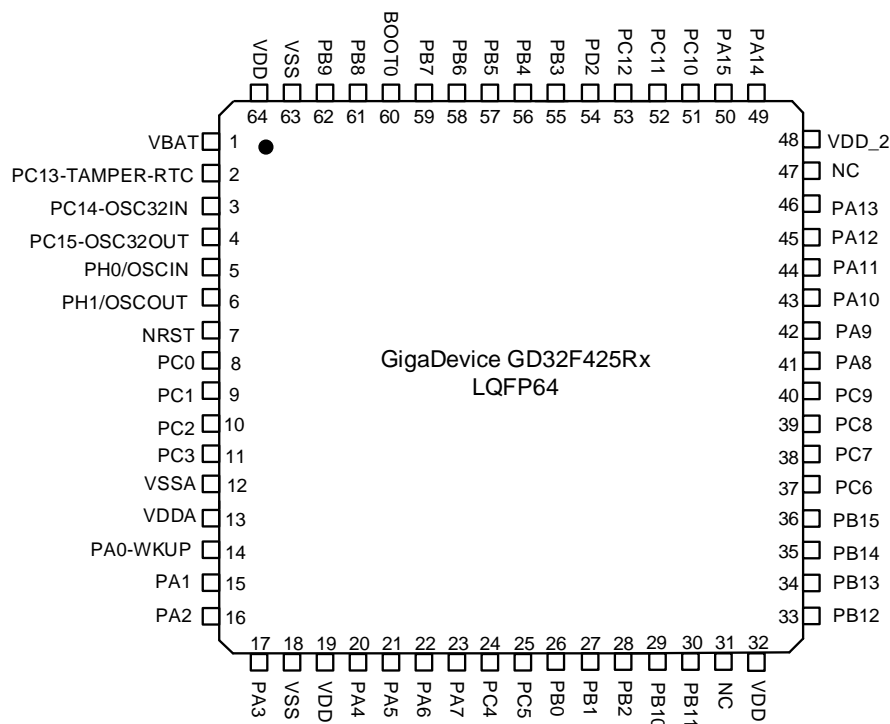 VDD VSS PB9 PB8 BOOT0 PB7 PB6 PB5 PB4 PB3 PD2 PC12 PC11 PC10 PA15 PA14
64 63 62 61 60 59 58 57 56 55 54 53 52 51 50 49
VBAT 1 48 VDD_2
PC13-TAMPER-RTC 2 47 NC
PC14-OSC32IN 3 46 PA13
PC15-OSC32OUT 4 45 PA12
PH0/OSCIN 5 44 PA11
PH1/OSCOUT 6 43 PA10
NRST 7 42 PA9
PC0 8 GigaDevice GD32F425Rx 41 PA8
LQFP64
PC1 9 40 PC9
PC2 10 39 PC8
PC3 11 38 PC7
VSSA 12 37 PC6
VDDA 13 36 PB15
PA0-WKUP 14 35 PB14
PA1 15 34 PB13
PA2 16 33 PB12
17 18 19 20 21 22 23 24 25 26 27 28 29 30 31 32
PA3 VSS VDD PA4 PA5 PA6 PA7 PC4 PC5 PB0 PB1 PB2 PB10 PB11 NC VDD